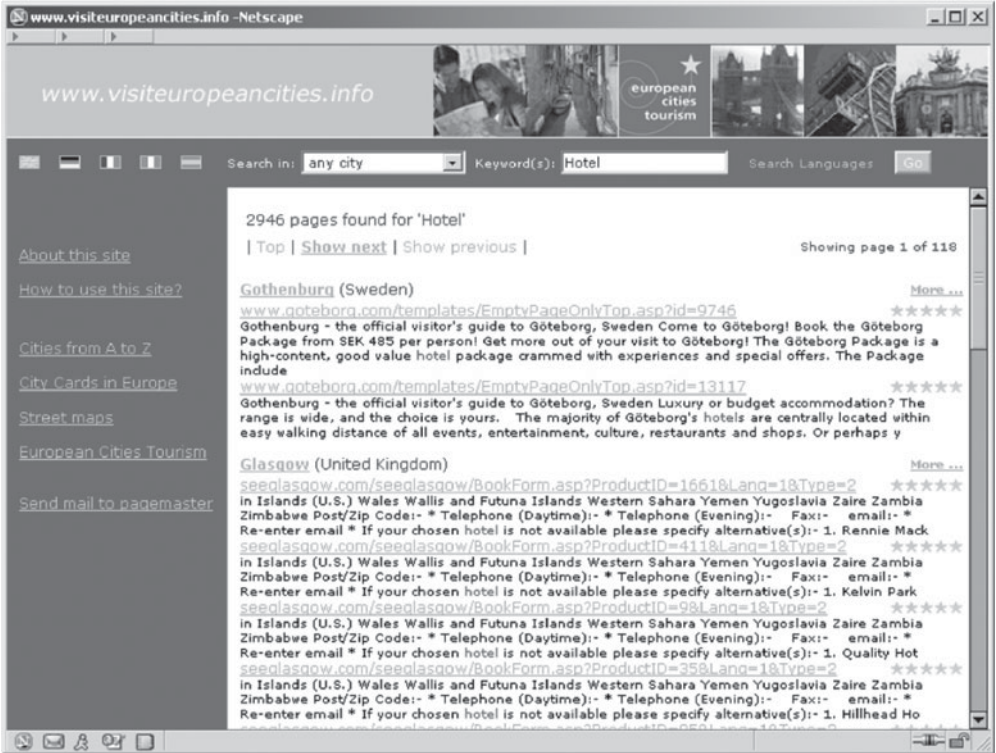 www.visiteuropeancities.info -Netscape
www.visiteuropeancities.info
european
cities
tourism
Search in: any city Keyword(s): Hotel Search Languages Go
2946 pages found for 'Hotel'
| Top | Show next | Show previous | Showing page 1 of 118
About this site
How to use this site?
Cities from A to Z
City Cards in Europe
Street maps
European Cities Tourism
Send mail to pagemaster
Gothenburg (Sweden) More ...
www.goteborg.com/templates/EmptyPageOnlyTop.asp?id=9746
Gothenburg - the official visitor's guide to Göteborg, Sweden Come to Göteborg! Book the Göteborg
Package from SEK 485 per person! Get more out of your visit to Göteborg! The Göteborg Package is a
high-content, good value hotel package crammed with experiences and special offers. The Package
include
www.goteborg.com/templates/EmptyPageOnlyTop.asp?id=13117
Gothenburg - the official visitor's guide to Göteborg, Sweden Luxury or budget accommodation? The
range is wide, and the choice is yours. The majority of Göteborg's hotels are centrally located within
easy walking distance of all events, entertainment, culture, restaurants and shops. Or perhaps y
Glasgow (United Kingdom) More ...
seeglasgow.com/seeglasgow/BookForm.asp?ProductID=1661&Lang=1&Type=2
in Islands (U.S.) Wales Wallis and Futuna Islands Western Sahara Yemen Yugoslavia Zaire Zambia
Zimbabwe Post/Zip Code:- * Telephone (Daytime):- * Telephone (Evening):- Fax:- email:- *
Re-enter email * If your chosen hotel is not available please specify alternative(s):- 1. Rennie Mack
seeglasgow.com/seeglasgow/BookForm.asp?ProductID=411&Lang=1&Type=2
in Islands (U.S.) Wales Wallis and Futuna Islands Western Sahara Yemen Yugoslavia Zaire Zambia
Zimbabwe Post/Zip Code:- * Telephone (Daytime):- * Telephone (Evening):- Fax:- email:- *
Re-enter email * If your chosen hotel is not available please specify alternative(s):- 1. Kelvin Park
seeglasgow.com/seeglasgow/BookForm.asp?ProductID=9&Lang=1&Type=2
in Islands (U.S.) Wales Wallis and Futuna Islands Western Sahara Yemen Yugoslavia Zaire Zambia
Zimbabwe Post/Zip Code:- * Telephone (Daytime):- * Telephone (Evening):- Fax:- email:- *
Re-enter email * If your chosen hotel is not available please specify alternative(s):- 1. Quality Hot
seeglasgow.com/seeglasgow/BookForm.asp?ProductID=35&Lang=1&Type=2
in Islands (U.S.) Wales Wallis and Futuna Islands Western Sahara Yemen Yugoslavia Zaire Zambia
Zimbabwe Post/Zip Code:- * Telephone (Daytime):- * Telephone (Evening):- Fax:- email:- *
Re-enter email * If your chosen hotel is not available please specify alternative(s):- 1. Hillhead Ho